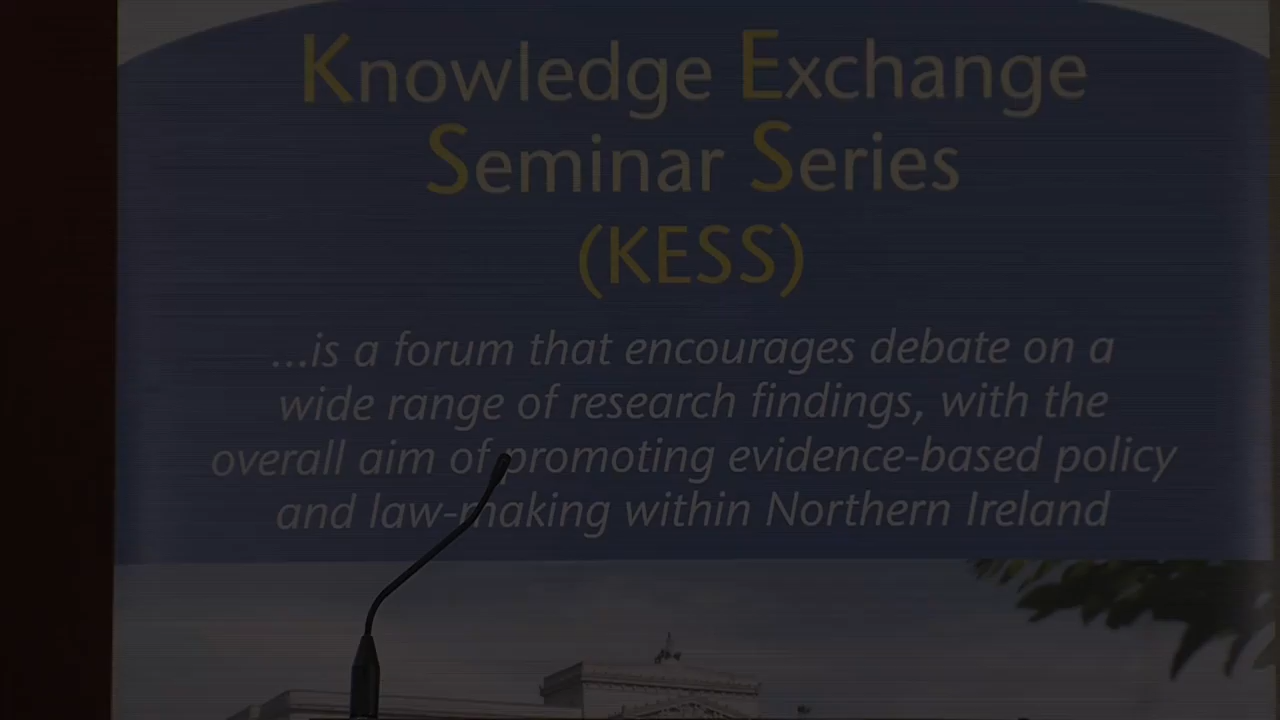 Knowledge Exchange
Seminar Series
(KESS)
...is a forum that encourages debate on a
wide range of research findings, with the
overall aim of promoting evidence-based policy
and law-making within Northern Ireland